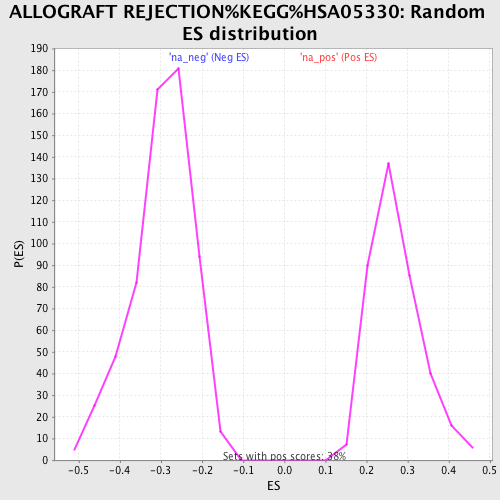 ALLOGRAFT REJECTION%KEGG%HSA05330: Random
ES distribution
'na_neg' (Neg ES) 'na_pos' (Pos ES)
190
180
170
160
150
140
130
120
110
100
90
80
70
60
50
40
30
20
10
0
P(ES)
Sets with pos scores: 38%
-0.5 -0.4 -0.3 -0.2 -0.1 0.0 0.1 0.2 0.3 0.4 0.5
ES